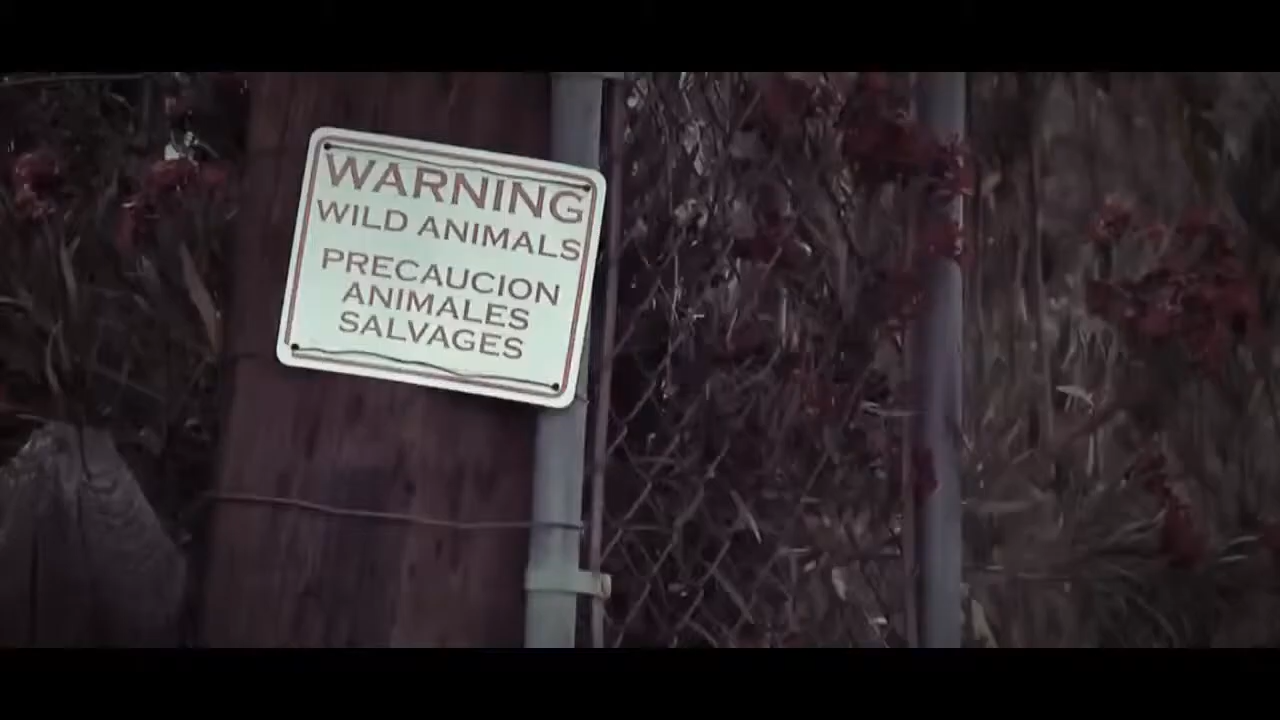 WARNING
WILD ANIMALS
PRECAUCION
ANIMALES
SALVAGES